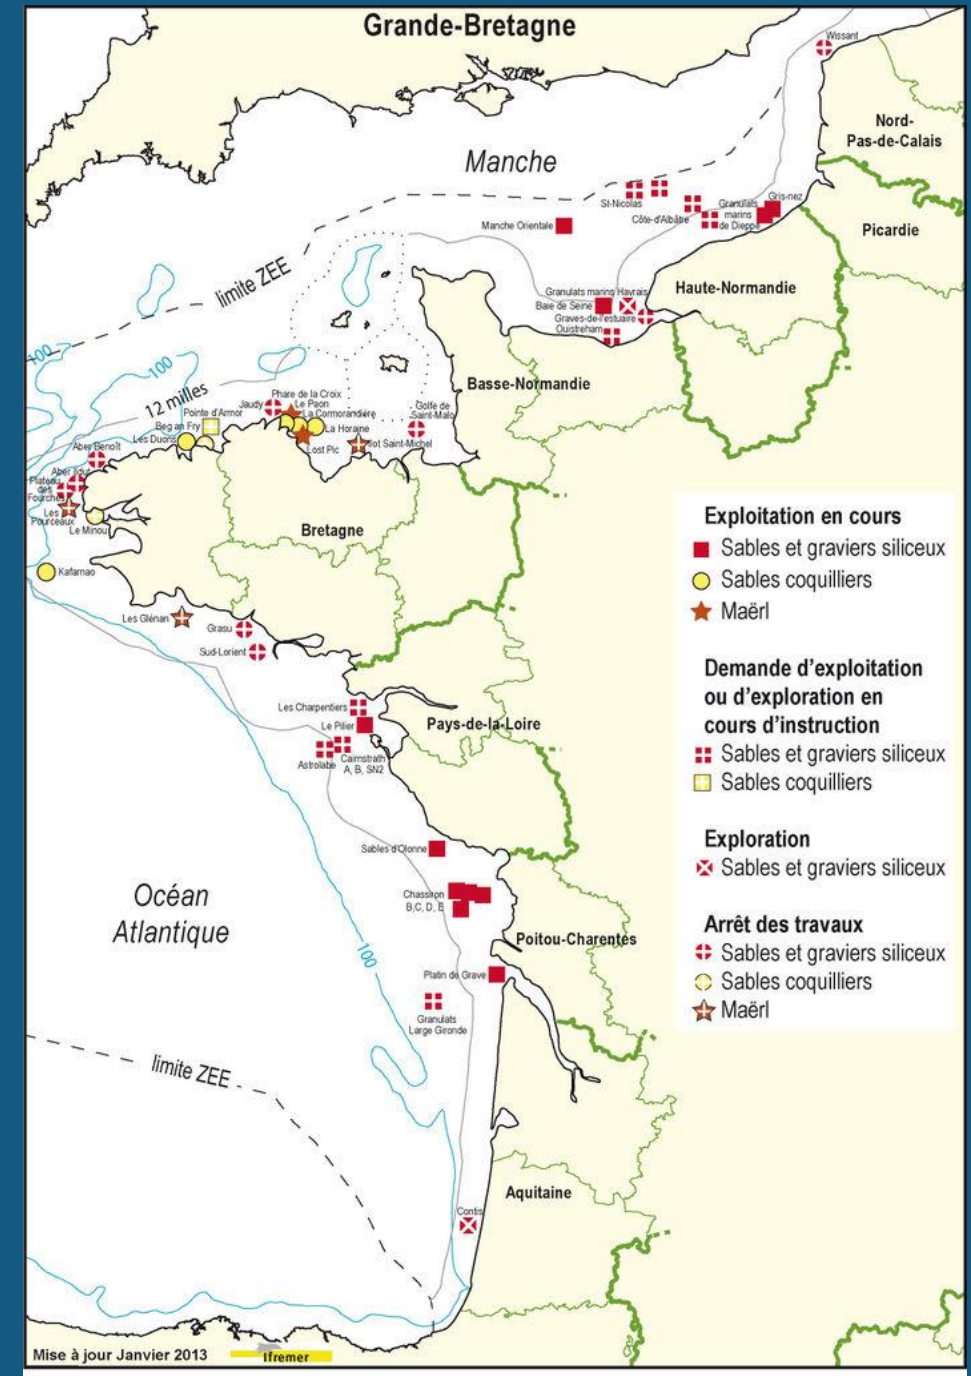 Grande-Bretagne
Wissant
Nord-
Pas-de-Calais
Manche
St-Nicolas
Gris-nez
Granulats
marins
de Dieppe
Côte-d'Albâtre
Manche Orientale
Picardie
limite ZEE
Granulats marins Havrais
Baie de Seine
Graves-de-l'estuaire
Ouistreham
Haute-Normandie
100
100
12 milles
Basse-Normandie
Phare de la Croix
Jaudy
Le Paon
La Cormorandière
La Horaine
Lost Pic
Golfe de
Saint-Malo
Ilot Saint-Michel
Pointe d'Armor
Beg an Fry
Les Duons
Aber Benoît
Aber Ildut
Plateau
des
Fourches
Les
Pourceaux
Le Minou
Bretagne
Kafarnao
Les Glénan
Grasu
Sud-Lorient
Les Charpentiers
Le Pilier
Pays-de-la-Loire
Astrolabe
Cairnstrath
A, B, SN2
Sables d'Olonne
Chassiron
B,C, D, E
Océan
Atlantique
100
Poitou-Charentes
Platin de Grave
Granulats
Large Gironde
limite ZEE
Aquitaine
Contis
Exploitation en cours
Sables et graviers siliceux
Sables coquilliers
Maërl
Demande d'exploitation
ou d'exploration en
cours d'instruction
Sables et graviers siliceux
Sables coquilliers
Exploration
Sables et graviers siliceux
Arrêt des travaux
Sables et graviers siliceux
Sables coquilliers
Maërl
Mise à jour Janvier 2013
Ifremer